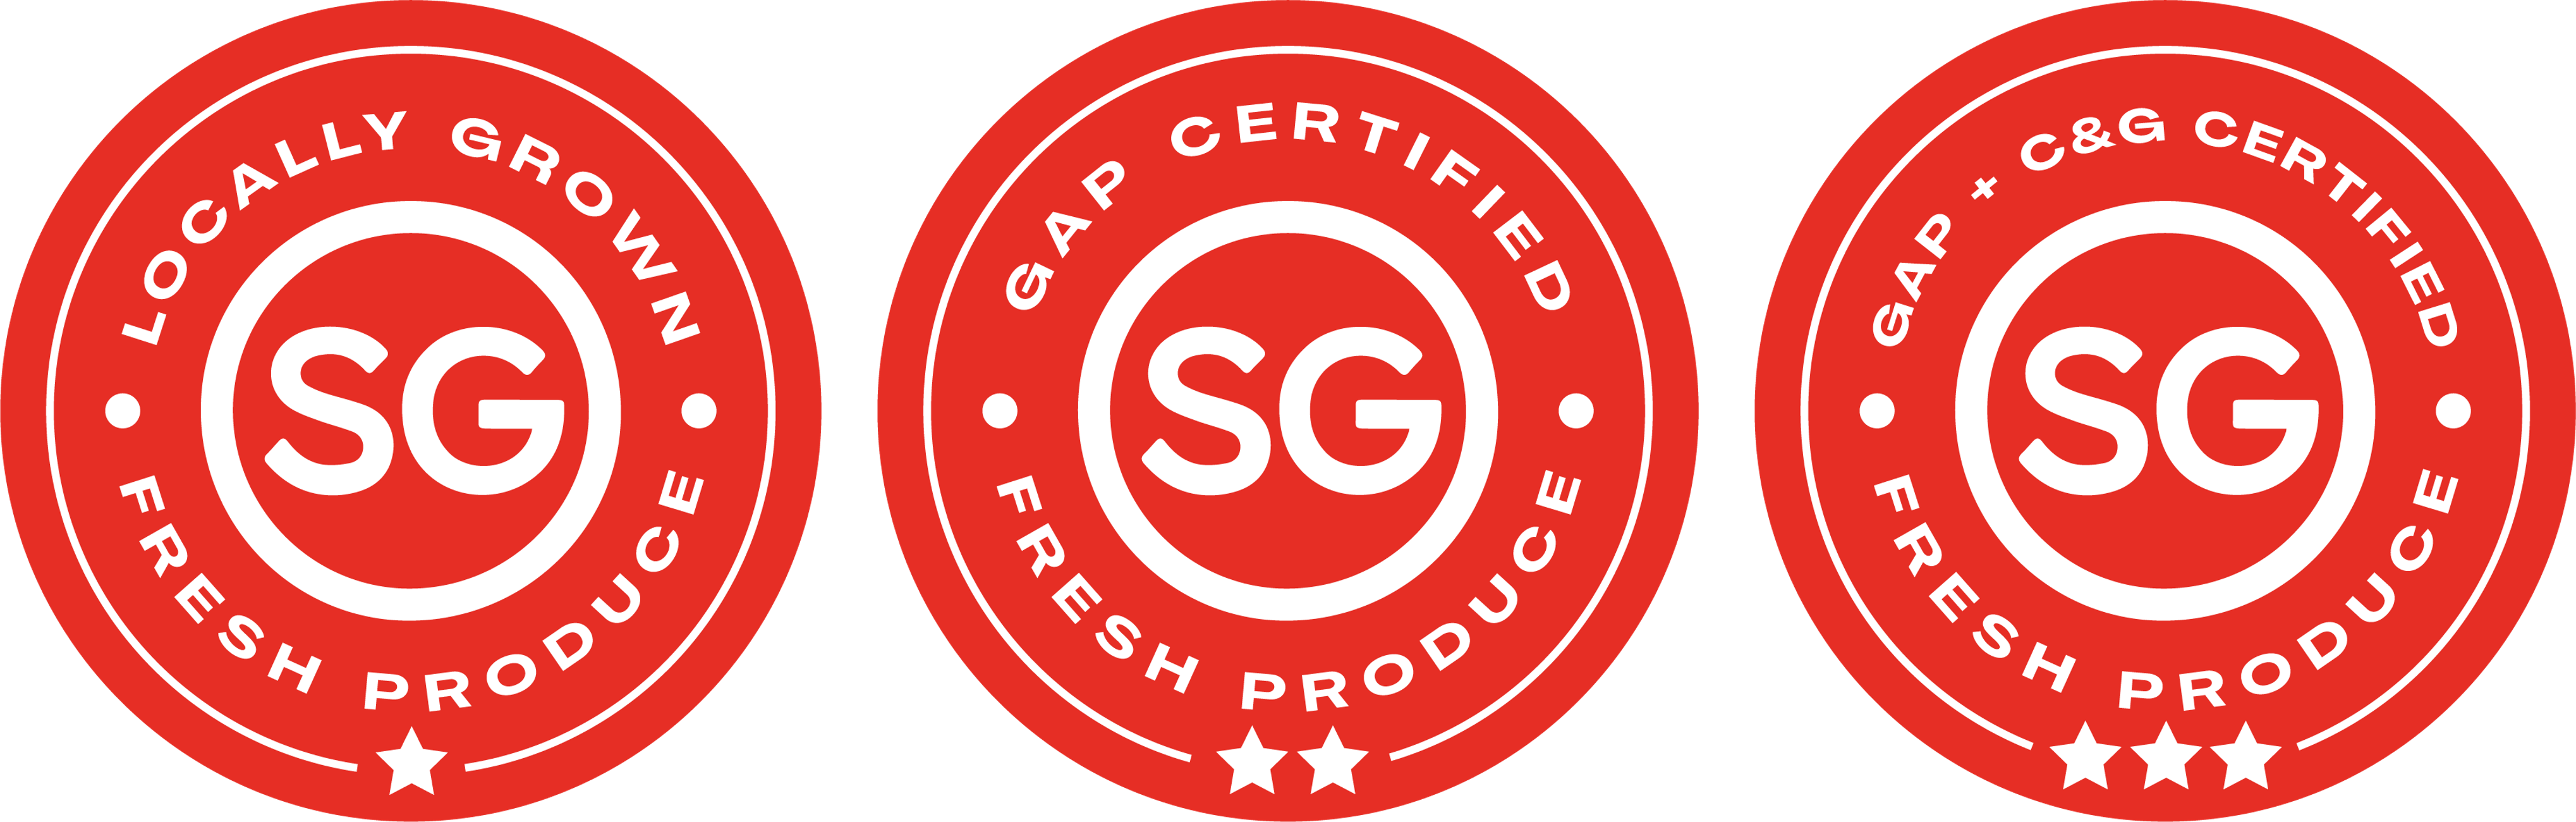 LOCALLY GROWN
SG
FRESH PRODUCE
GAP CERTIFIED
SG
FRESH PRODUCE
GAP + C&G CERTIFIED
SG
FRESH PRODUCE